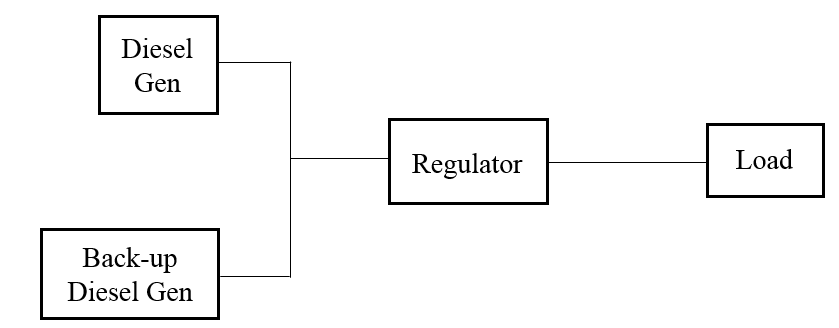 Diesel
Gen
Regulator
Load
Back-up
Diesel Gen